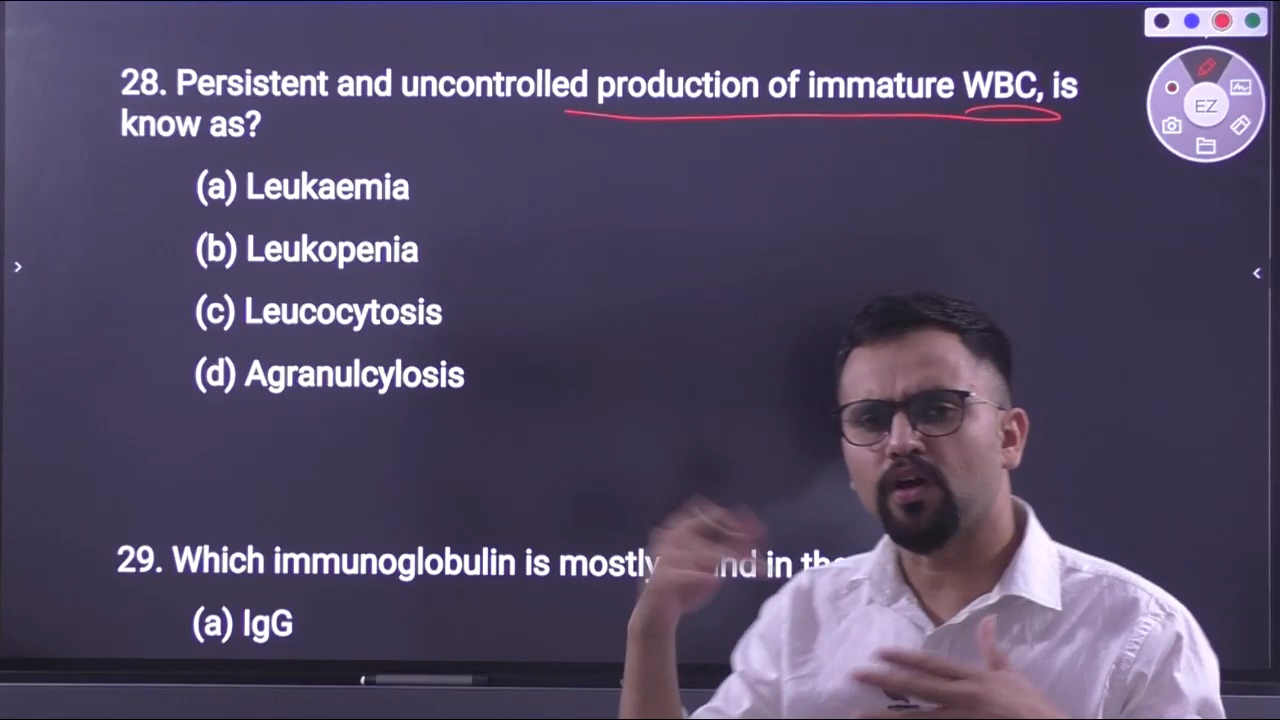 28. Persistent and uncontrolled production of immature WBC, is
know as?
(a) Leukaemia
(b) Leukopenia
(c) Leucocytosis
(d) Agranulcylosis
29. Which immunoglobulin is mostly in
(a) IgG
EZ